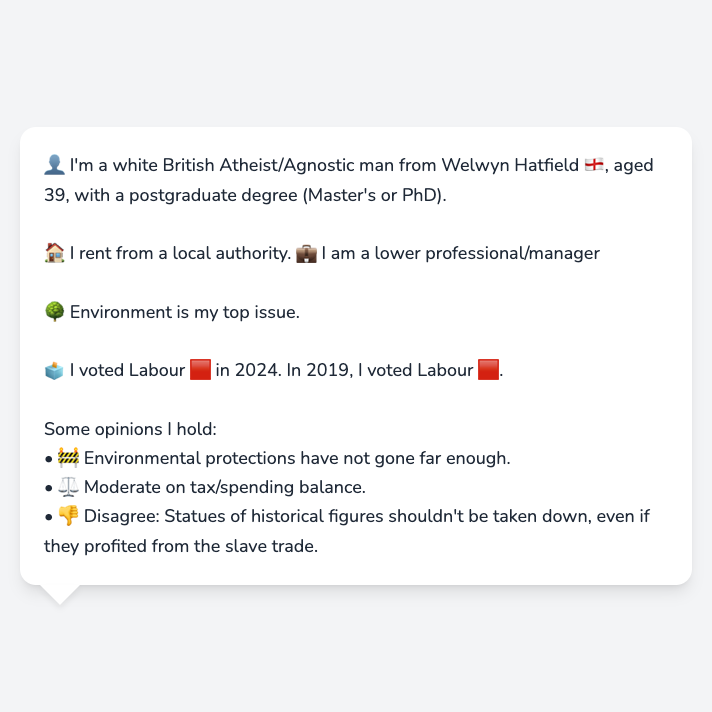 👤 I'm a white British Atheist/Agnostic man from Welwyn Hatfield 🏴󠁧󠁢󠁥󠁮󠁧󠁿, aged
39, with a postgraduate degree (Master's or PhD).
🏠 I rent from a local authority. 💼 I am a lower professional/manager
🌳 Environment is my top issue.
🗳️ I voted Labour 🟥 in 2024. In 2019, I voted Labour 🟥.
Some opinions I hold:
• 🚧 Environmental protections have not gone far enough.
• ⚖️ Moderate on tax/spending balance.
• 👎 Disagree: Statues of historical figures shouldn't be taken down, even if
they profited from the slave trade.